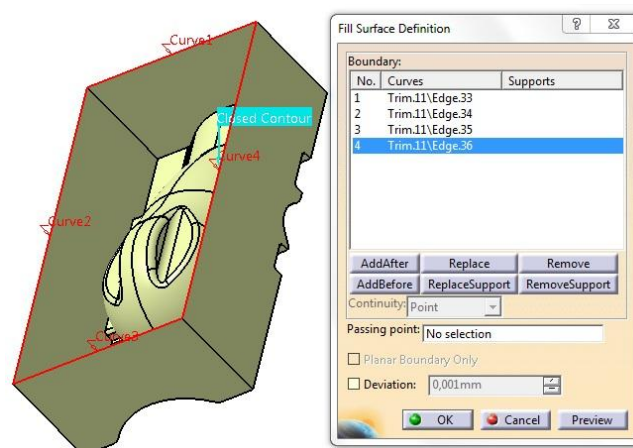 Curve1
Closed Contour
Curve4
Curve2
Curve3
Fill Surface Definition
Boundary:
No. Curves Supports
1 Trim.11\Edge.33
2 Trim.11\Edge.34
3 Trim.11\Edge.35
4 Trim.11\Edge.36
AddAfter Replace Remove
AddBefore ReplaceSupport RemoveSupport
Continuity: Point
Passing point: No selection
Planar Boundary Only
Deviation: 0,001mm
OK Cancel Preview